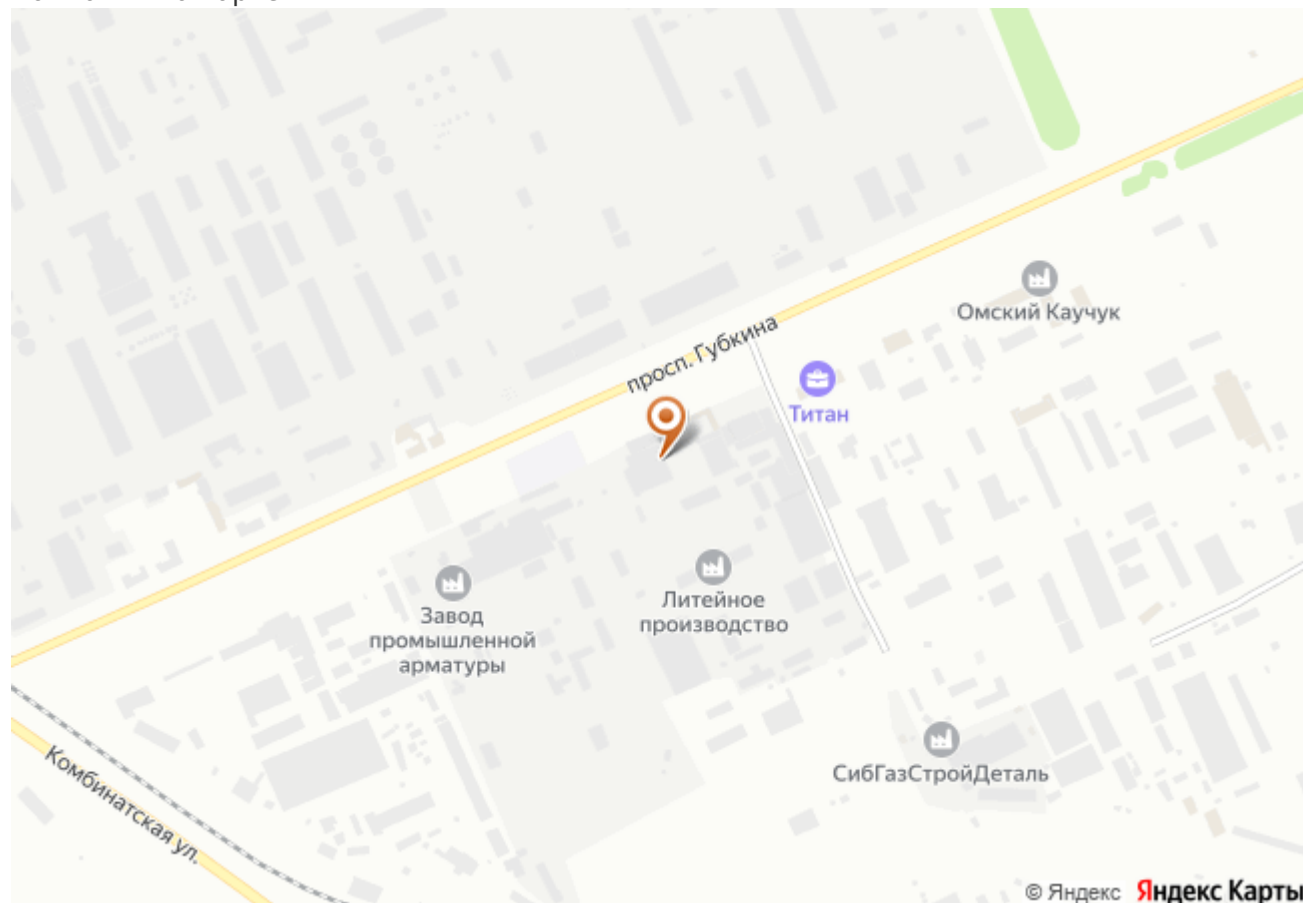 Омский Каучук
просп. Губкина
Титан
Литейное
производство
Завод
промышленной
арматуры
СибГазСтройДеталь
Комбинатская ул.
© Яндекс Яндекс Карты